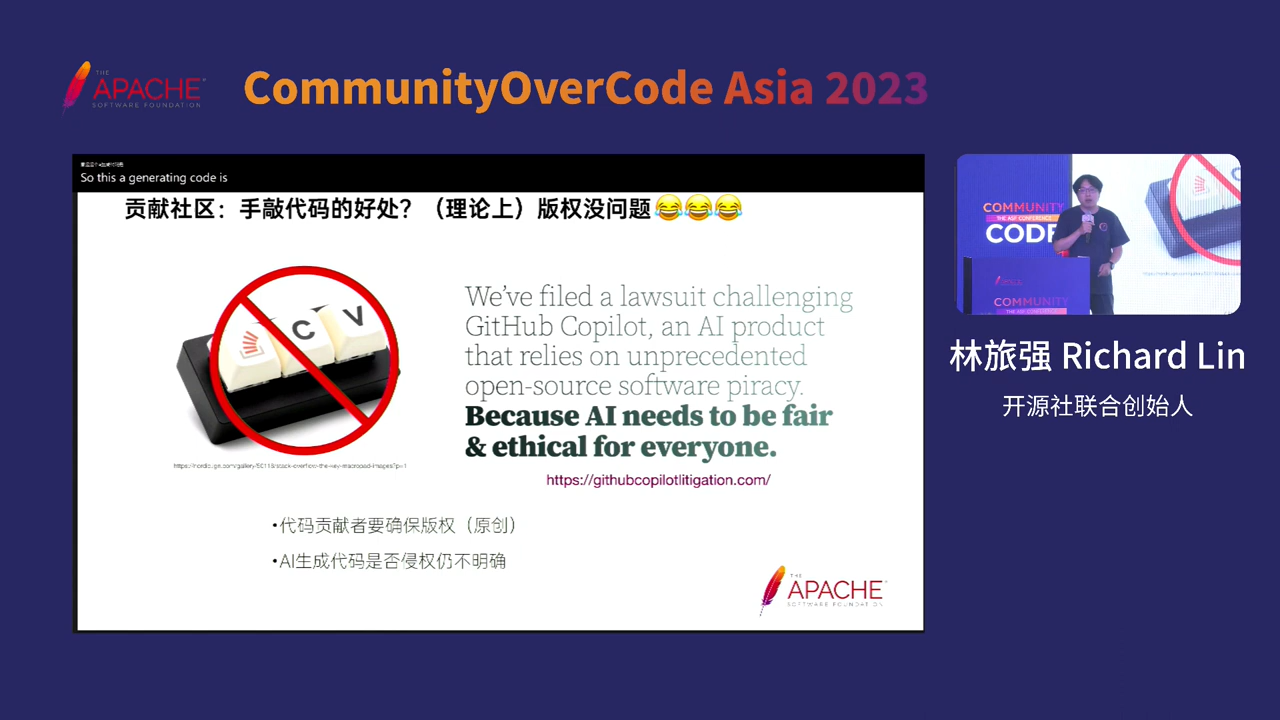 THE
APACHE
SOFTWARE FOUNDATION
CommunityOverCode Asia 2023
So this a generating code is
贡献社区：手敲代码的好处？（理论上）版权没问题😂😂😂
C
V
We've filed a lawsuit challenging
GitHub Copilot, an AI product
that relies on unprecedented
open-source software piracy.
Because AI needs to be fair
& ethical for everyone.
https://githubcopilotlitigation.com/
•代码贡献者要确保版权（原创）
•AI生成代码是否侵权仍不明确
THE
APACHE
SOFTWARE FOUNDATION
COMMUNITY
THE ASF CONFERENCE
CODE
COMMUNITY
林旅强 Richard Lin
开源社联合创始人